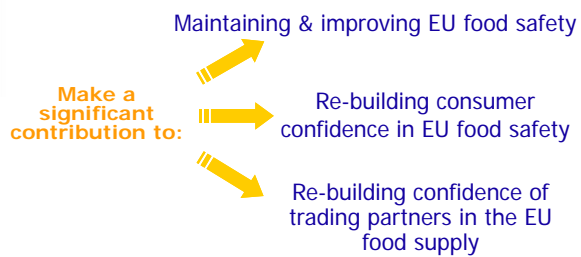 Maintaining & improving EU food safety
Make a
significant
contribution to:
Re-building consumer
confidence in EU food safety
Re-building confidence of
trading partners in the EU
food supply